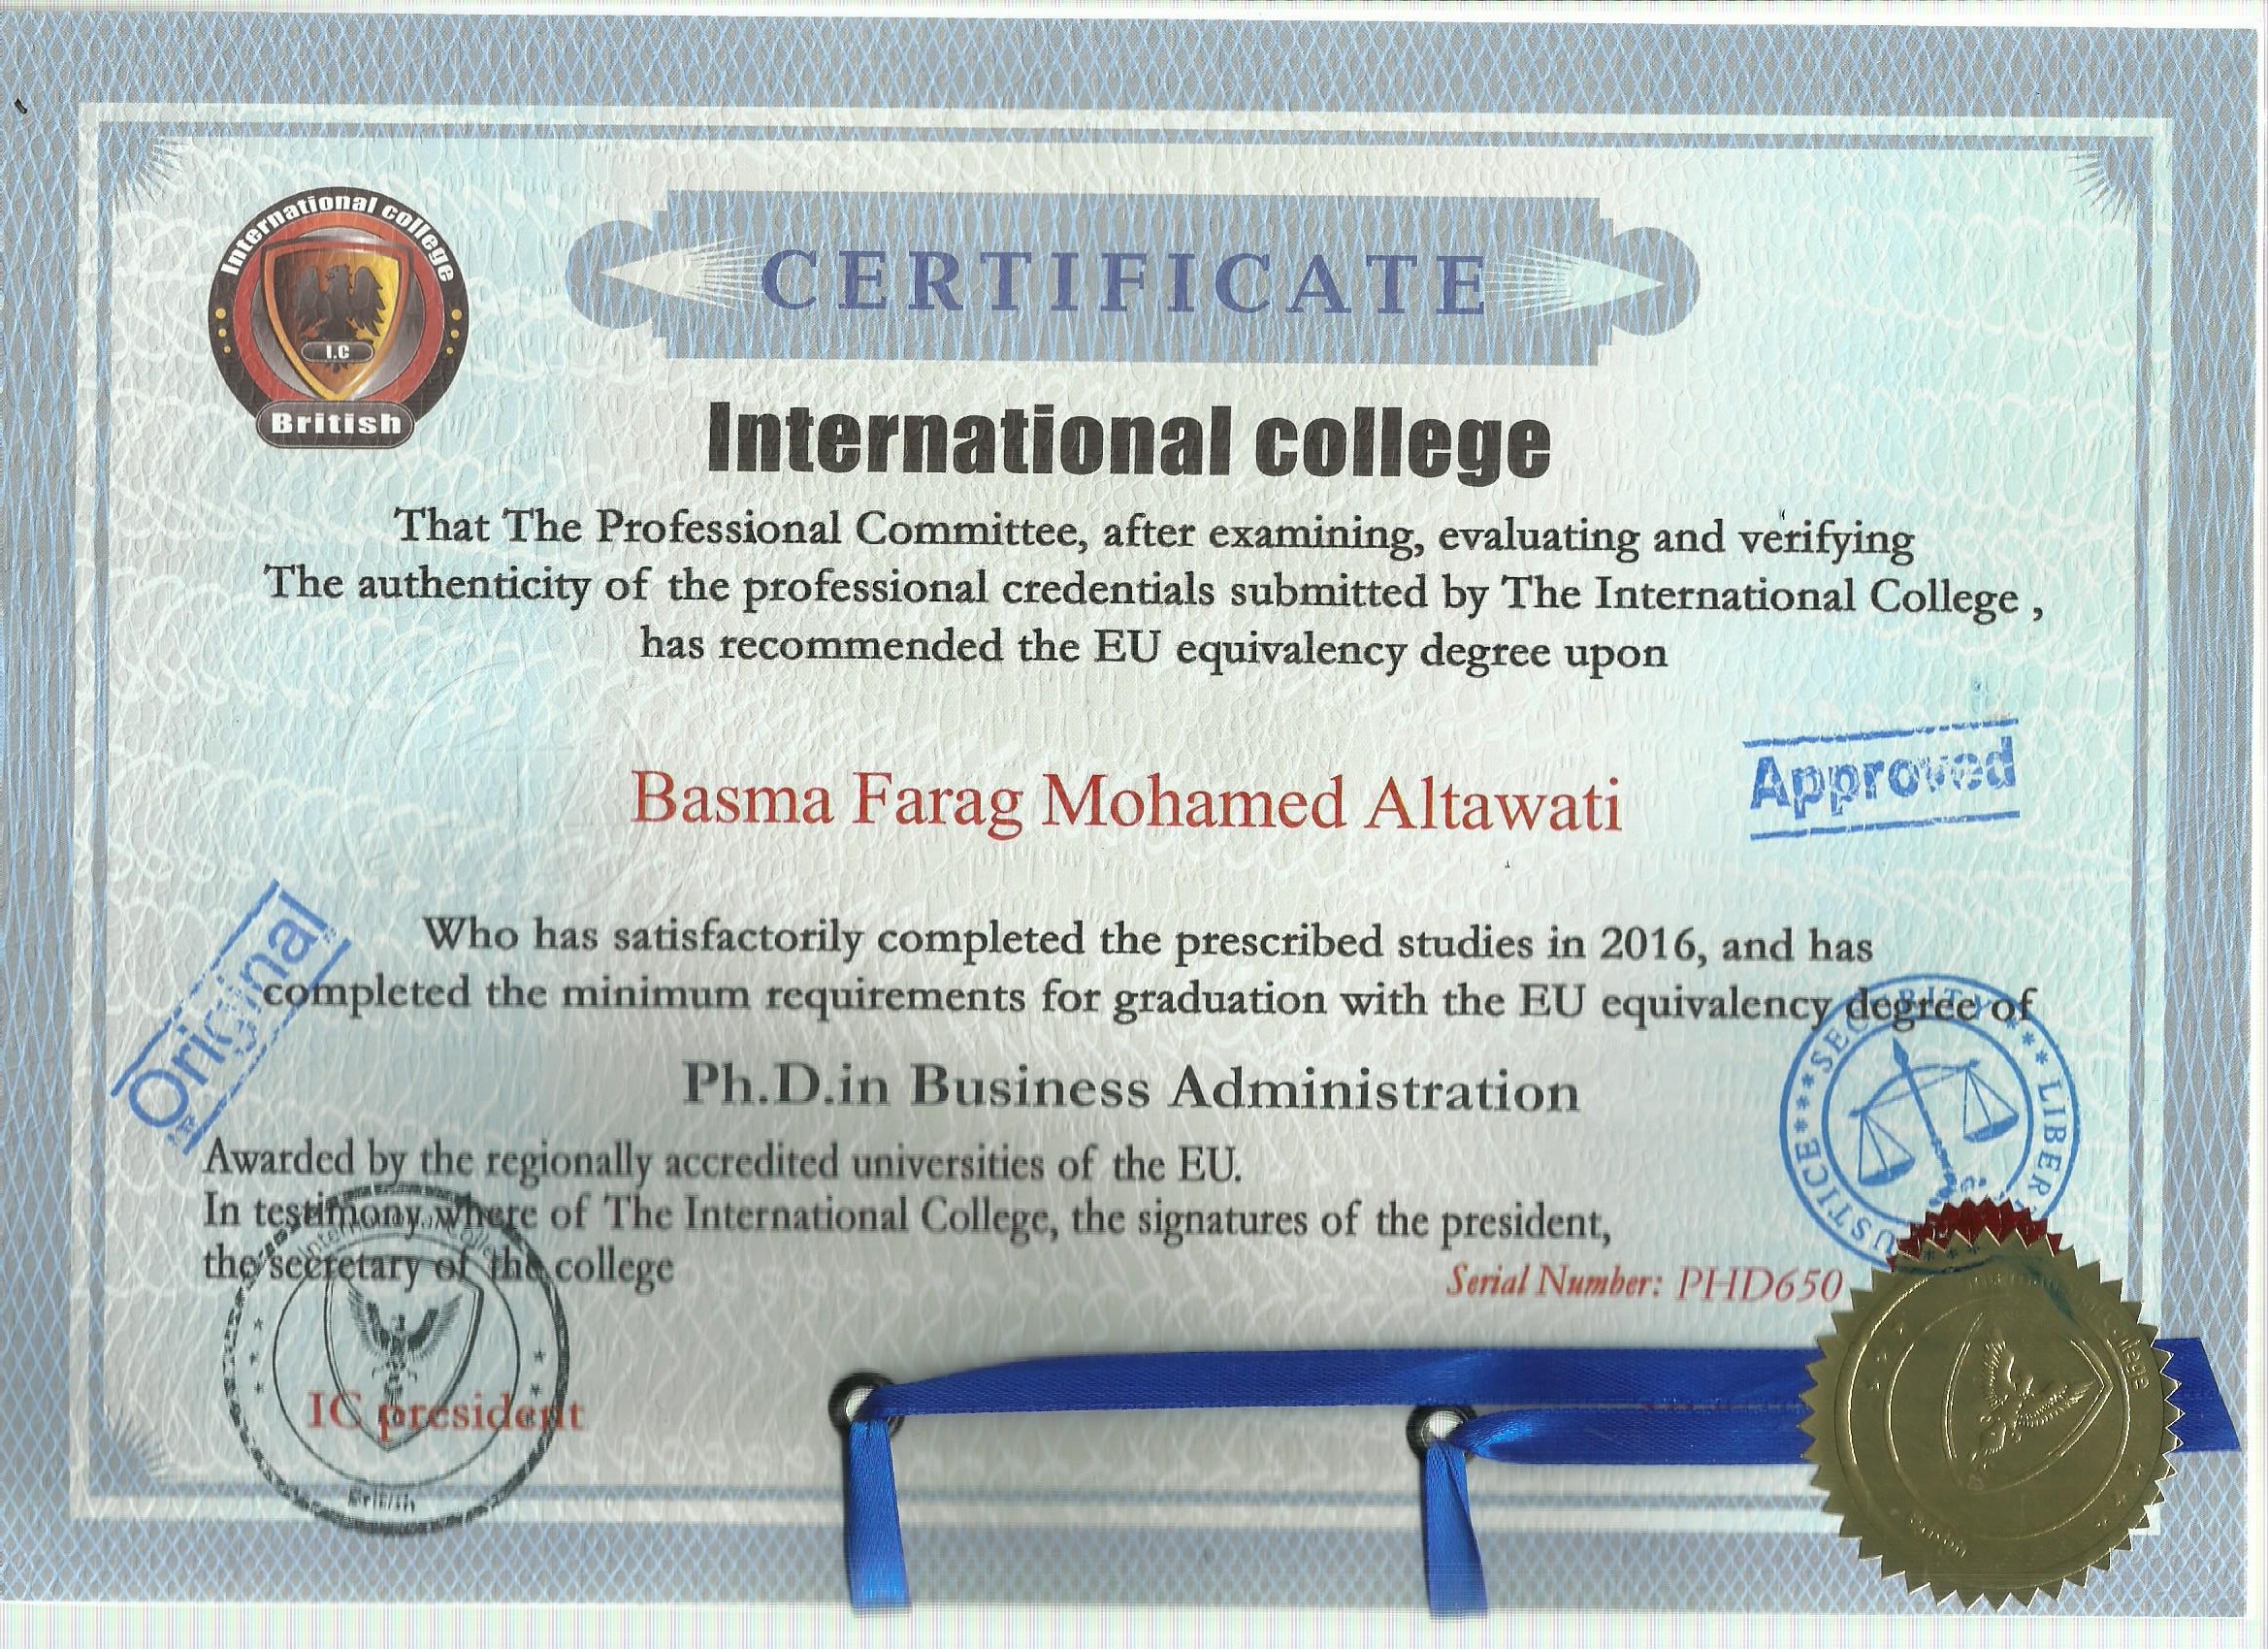 International college
I.C
British
CERTIFICATE
International college
That The Professional Committee, after examining, evaluating and verifying
The authenticity of the professional credentials submitted by The International College ,
has recommended the EU equivalency degree upon
Basma Farag Mohamed Altawati
Approved
Original
Who has satisfactorily completed the prescribed studies in 2016, and has
completed the minimum requirements for graduation with the EU equivalency degree of
Ph.D.in Business Administration
Awarded by the regionally accredited universities of the EU.
In testimony where of The International College, the signatures of the president,
the secretary of the college
Serial Number: PHD650
IC president
British